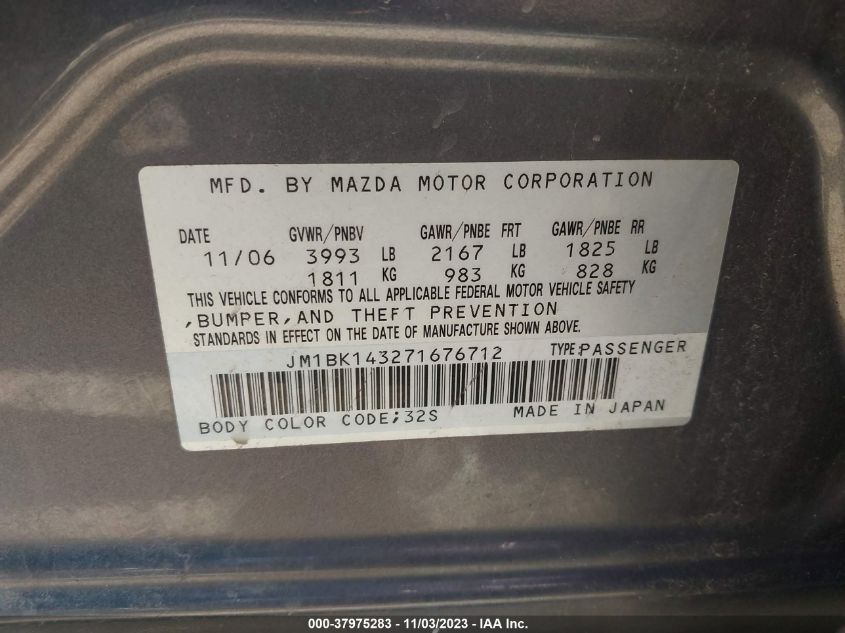 MFD. BY MAZDA MOTOR CORPORATION
DATE GVWR/PNBV GAWR/PNBE FRT GAWR/PNBE RR
11/06 3993 LB 2167 LB 1825 LB
1811 KG 983 KG 828 KG
THIS VEHICLE CONFORMS TO ALL APPLICABLE FEDERAL MOTOR VEHICLE SAFETY
,BUMPER,AND THEFT PREVENTION
STANDARDS IN EFFECT ON THE DATE OF MANUFACTURE SHOWN ABOVE.
JM1BK143271676712 TYPE:PASSENGER
BODY COLOR CODE;32S MADE IN JAPAN
000-37975283 - 11/03/2023 - IAA Inc.